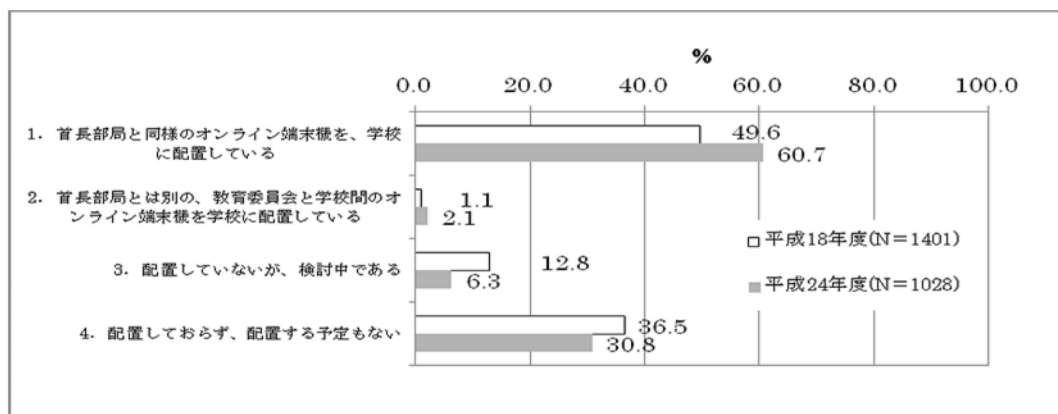 %
0.0 20.0 40.0 60.0 80.0 100.0
1. 首長部局と同様のオンライン端末機を、学校
に配置している
49.6
60.7
2. 首長部局とは別の、教育委員会と学校間のオ
ンライン端末機を学校に配置している
1.1
2.1
3. 配置していないが、検討中である
12.8
6.3
4. 配置しておらず、配置する予定もない
36.5
30.8
平成18年度(N=1401)
平成24年度(N=1028)